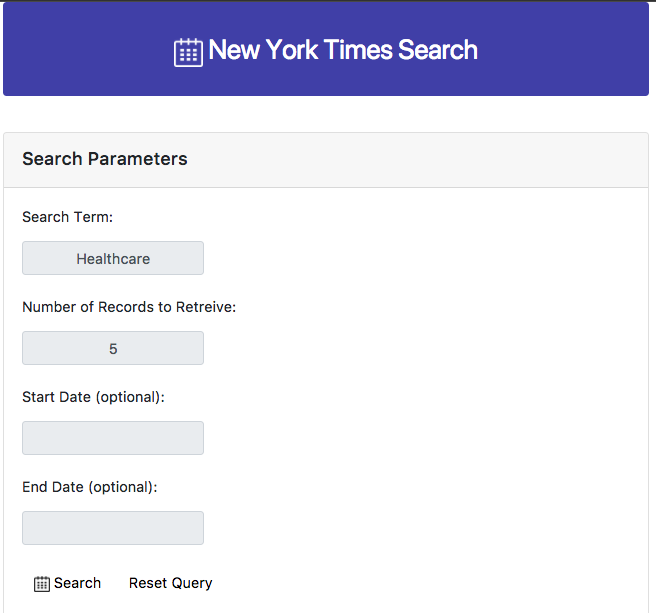 New York Times Search
Search Parameters
Search Term:
Healthcare
Number of Records to Retreive:
5
Start Date (optional):
End Date (optional):
Search Reset Query